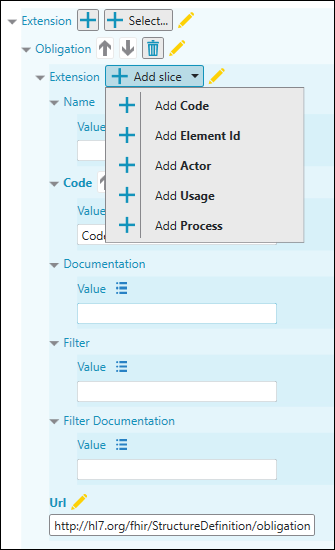 Extension Select...
Obligation
Extension Add slice
Add Code
Name
Add Element Id
Value
Add Actor
Add Usage
Code
Add Process
Value
Code
Documentation
Value
Filter
Value
Filter Documentation
Value
Url
http://hl7.org/fhir/StructureDefinition/obligation